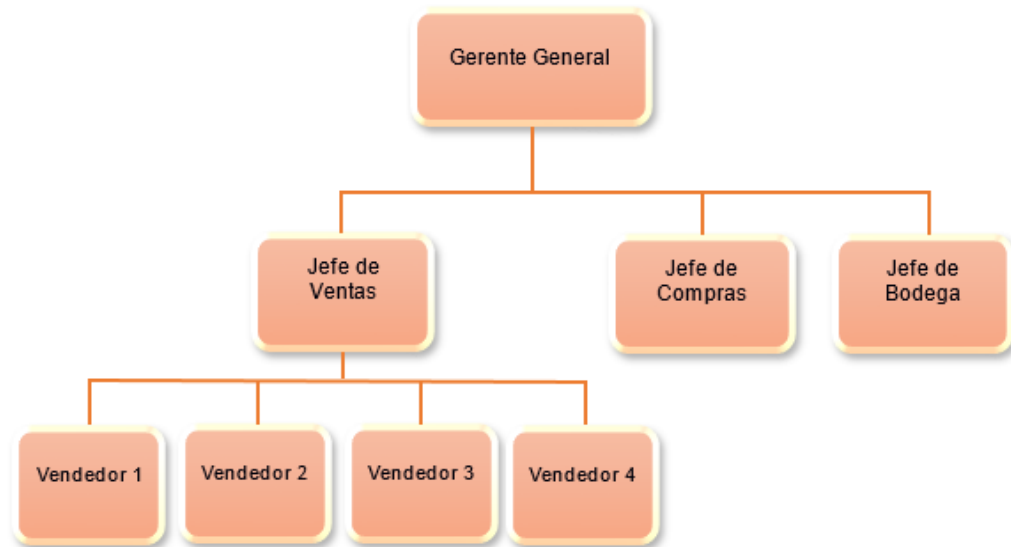 Gerente General
Jefe de
Ventas
Jefe de
Compras
Jefe de
Bodega
Vendedor 1
Vendedor 2
Vendedor 3
Vendedor 4